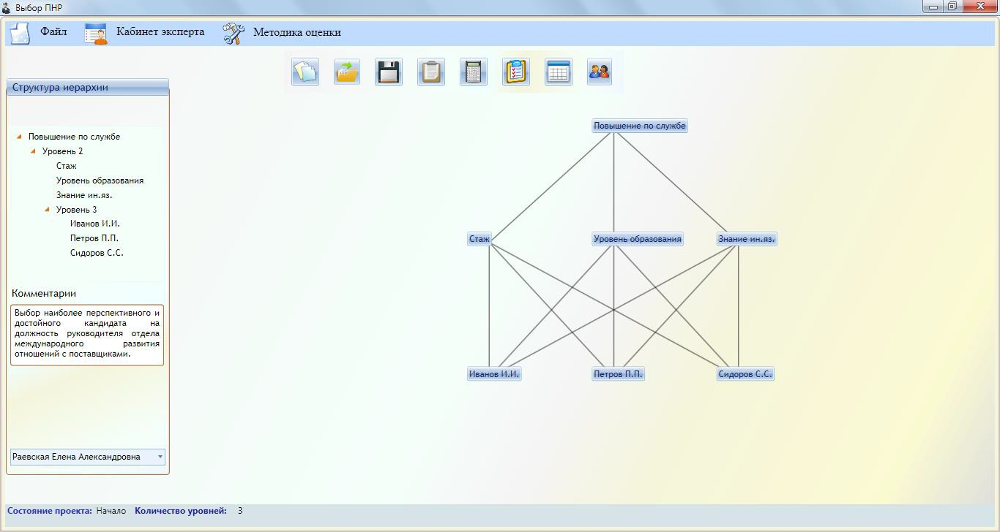 Выбор ПНР
Файл Кабинет эксперта Методика оценки
Структура иерархии
Повышение по службе
Уровень 2
Стаж
Уровень образования
Знание ин.яз.
Уровень 3
Иванов И.И.
Петров П.П.
Сидоров С.С.
Комментарии
Выбор наиболее перспективного и
достойного кандидата на
должность руководителя отдела
международного развития
отношений с поставщиками.
Раевская Елена Александровна
Повышение по службе
Стаж Уровень образования Знание ин.яз.
Иванов И.И. Петров П.П. Сидоров С.С.
Состояние проекта: Начало Количество уровней: 3